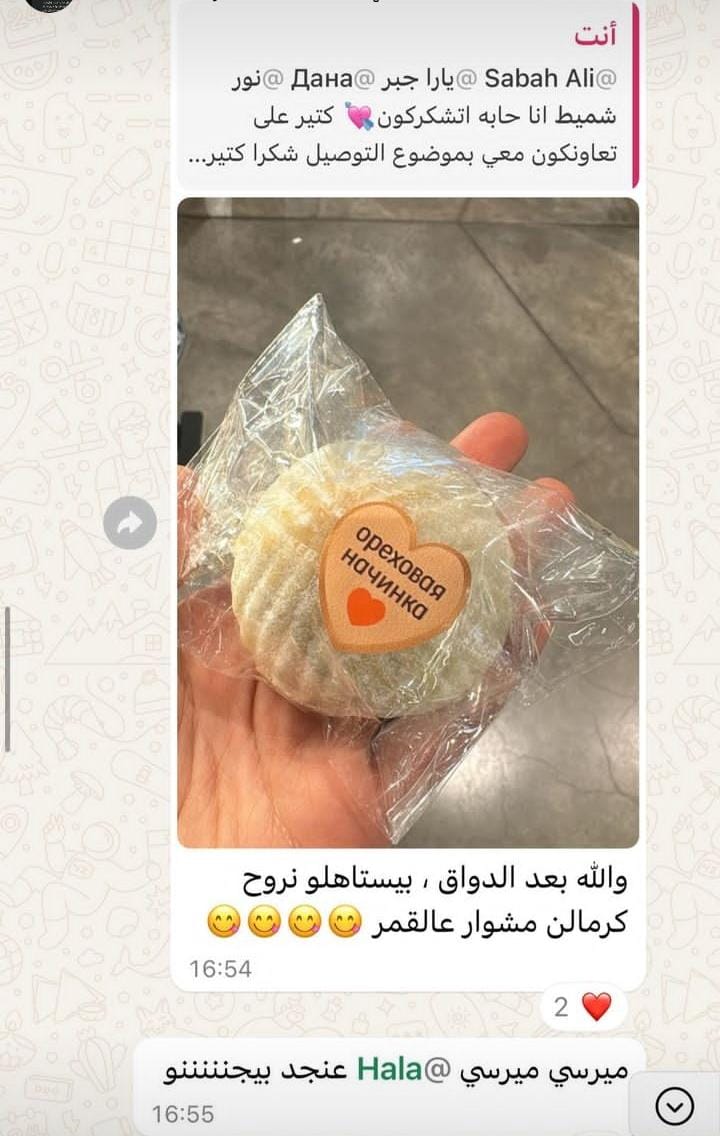 أنت
@Sabah Ali @يارا جبر @Дана @نور
شميط انا حابه اتشكركون💘 كتير على
تعاونكون معي بموضوع التوصيل شكرا كتير...
ореховая
начинка
والله بعد الدواق ، بيستاهلو نروح
كرمالن مشوار عالقمر 😋😋😋😋
16:54
2 ❤️
ميرسي ميرسي @Hala عنجد بيجنننننو
16:55